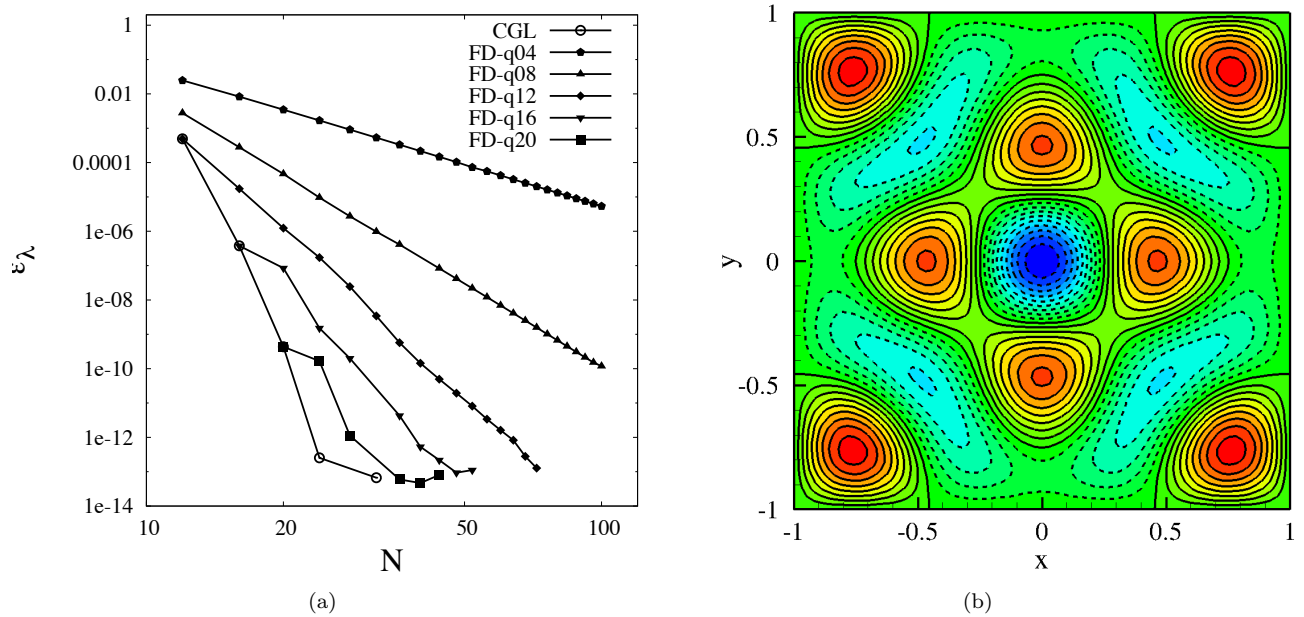 1
0.01
0.0001
1e-06
1e-08
1e-10
1e-12
1e-14
ελ
10
20
50
100
N
CGL
FD-q04
FD-q08
FD-q12
FD-q16
FD-q20
(a)
1
0.5
0
-0.5
-1
y
-1
-0.5
0
0.5
1
x
(b)